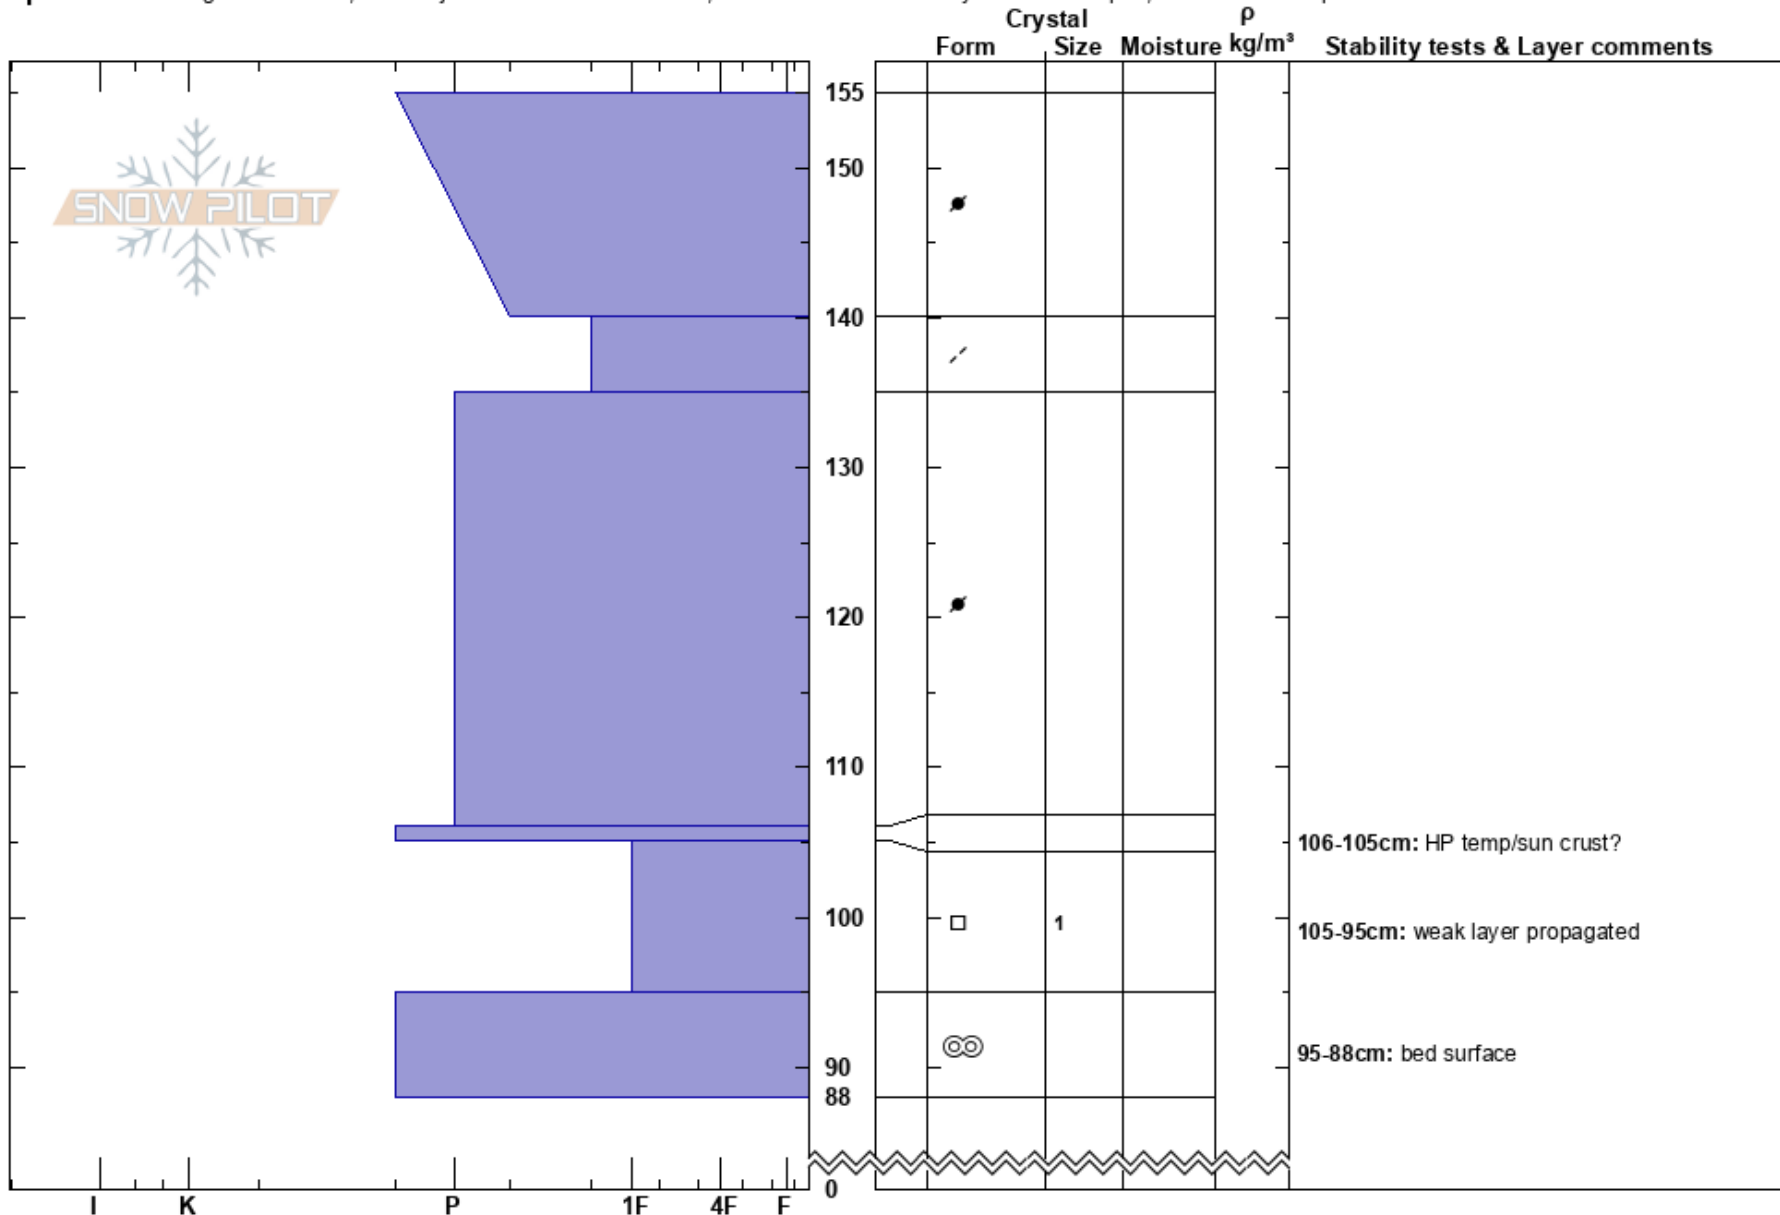 Crystal
ρ
Form Size Moisture kg/m³ Stability tests & Layer comments
155
150
SNOW PILOT
140
130
120
110
106-105cm: HP temp/sun crust?
100
1
105-95cm: weak layer propagated
90
95-88cm: bed surface
88
0
I K P 1F 4F F